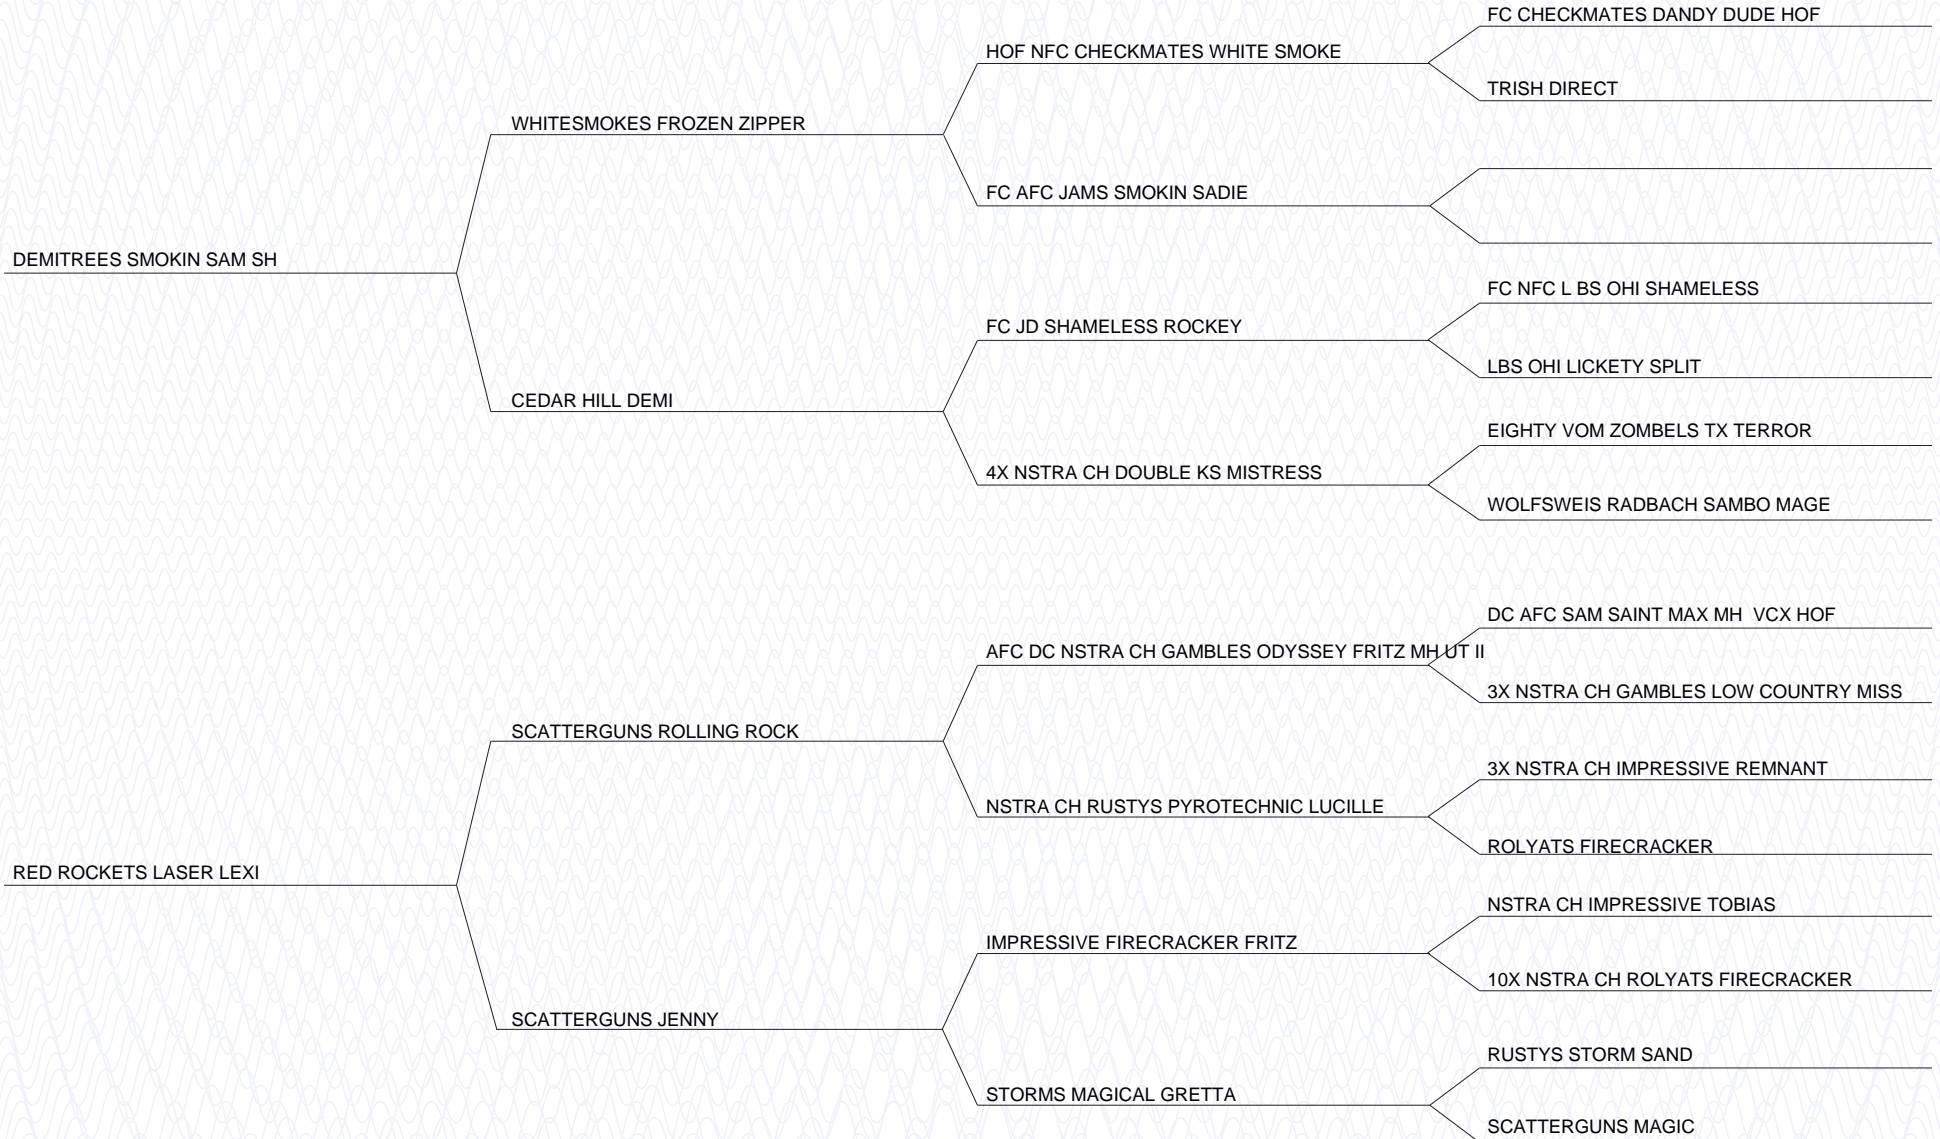 FC CHECKMATES DANDY DUDE HOF
HOF NFC CHECKMATES WHITE SMOKE
TRISH DIRECT
WHITESMOKES FROZEN ZIPPER
FC AFC JAMS SMOKIN SADIE
DEMITREES SMOKIN SAM SH
FC NFC L BS OHI SHAMELESS
FC JD SHAMELESS ROCKEY
LBS OHI LICKETY SPLIT
CEDAR HILL DEMI
EIGHTY VOM ZOMBELS TX TERROR
4X NSTRA CH DOUBLE KS MISTRESS
WOLFSWEIS RADBACH SAMBO MAGE
DC AFC SAM SAINT MAX MH  VCX HOF
AFC DC NSTRA CH GAMBLES ODYSSEY FRITZ MH UT II
3X NSTRA CH GAMBLES LOW COUNTRY MISS
SCATTERGUNS ROLLING ROCK
3X NSTRA CH IMPRESSIVE REMNANT
NSTRA CH RUSTYS PYROTECHNIC LUCILLE
ROLYATS FIRECRACKER
RED ROCKETS LASER LEXI
NSTRA CH IMPRESSIVE TOBIAS
IMPRESSIVE FIRECRACKER FRITZ
10X NSTRA CH ROLYATS FIRECRACKER
SCATTERGUNS JENNY
RUSTYS STORM SAND
STORMS MAGICAL GRETTA
SCATTERGUNS MAGIC